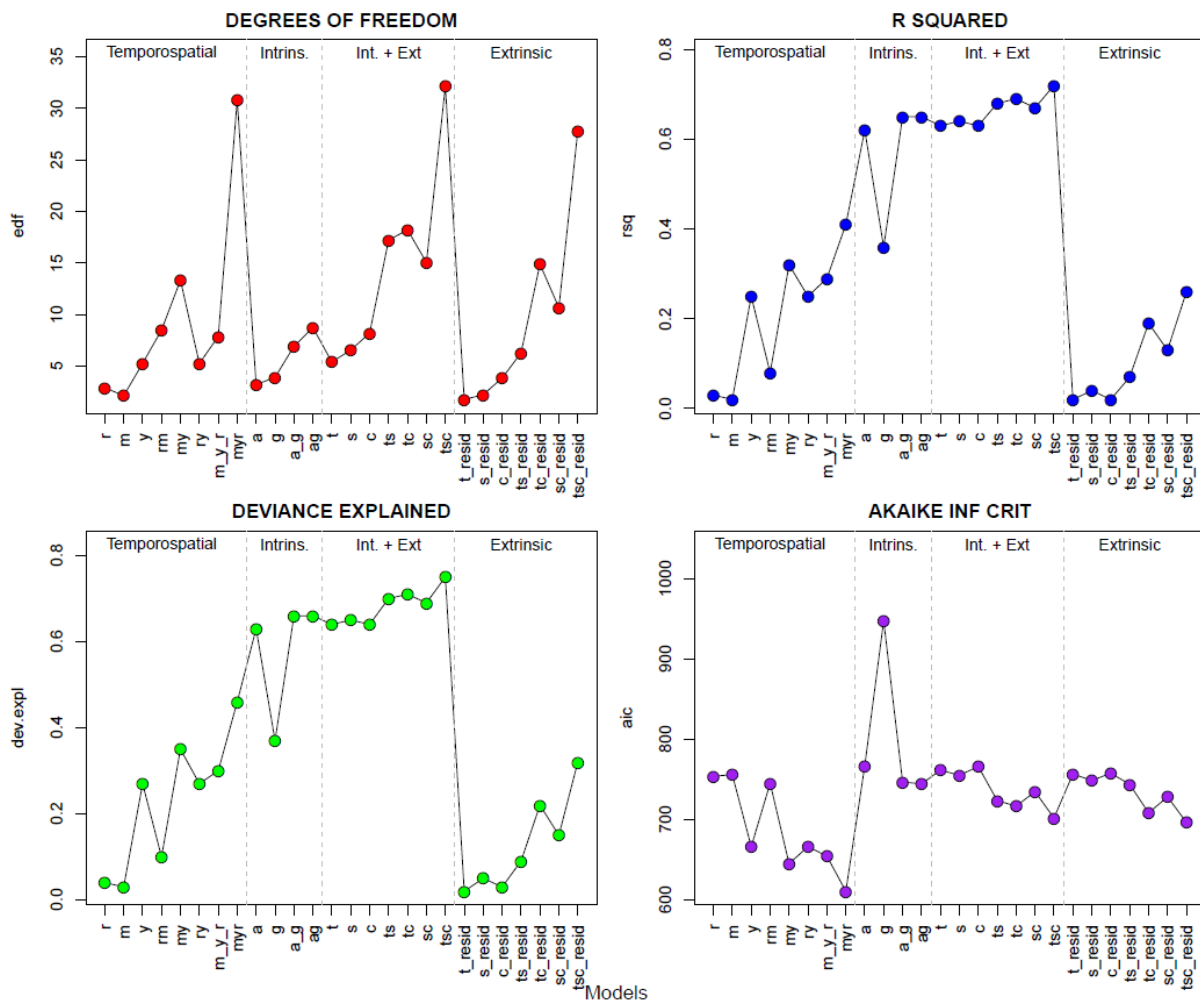 DEGREES OF FREEDOM
Temporospatial Intrins. Int. + Ext Extrinsic
edf
35
30
25
20
15
10
5
r m y rm my ry m_y_r myr a g a_g ag t s c ts tc sc tsc t_resid s_resid c_resid ts_resid tc_resid sc_resid tsc_resid
R SQUARED
Temporospatial Intrins. Int. + Ext Extrinsic
rsq
0.8
0.6
0.4
0.2
0.0
r m y rm my ry m_y_r myr a g a_g ag t s c ts tc sc tsc t_resid s_resid c_resid ts_resid tc_resid sc_resid tsc_resid
DEVIANCE EXPLAINED
Temporospatial Intrins. Int. + Ext Extrinsic
dev.expl
0.8
0.6
0.4
0.2
0.0
r m y rm my ry m_y_r myr a g a_g ag t s c ts tc sc tsc t_resid s_resid c_resid ts_resid tc_resid sc_resid tsc_resid
AKAIKE INF CRIT
Temporospatial Intrins. Int. + Ext Extrinsic
aic
1000
900
800
700
600
r m y rm my ry m_y_r myr a g a_g ag t s c ts tc sc tsc t_resid s_resid c_resid ts_resid tc_resid sc_resid tsc_resid
Models